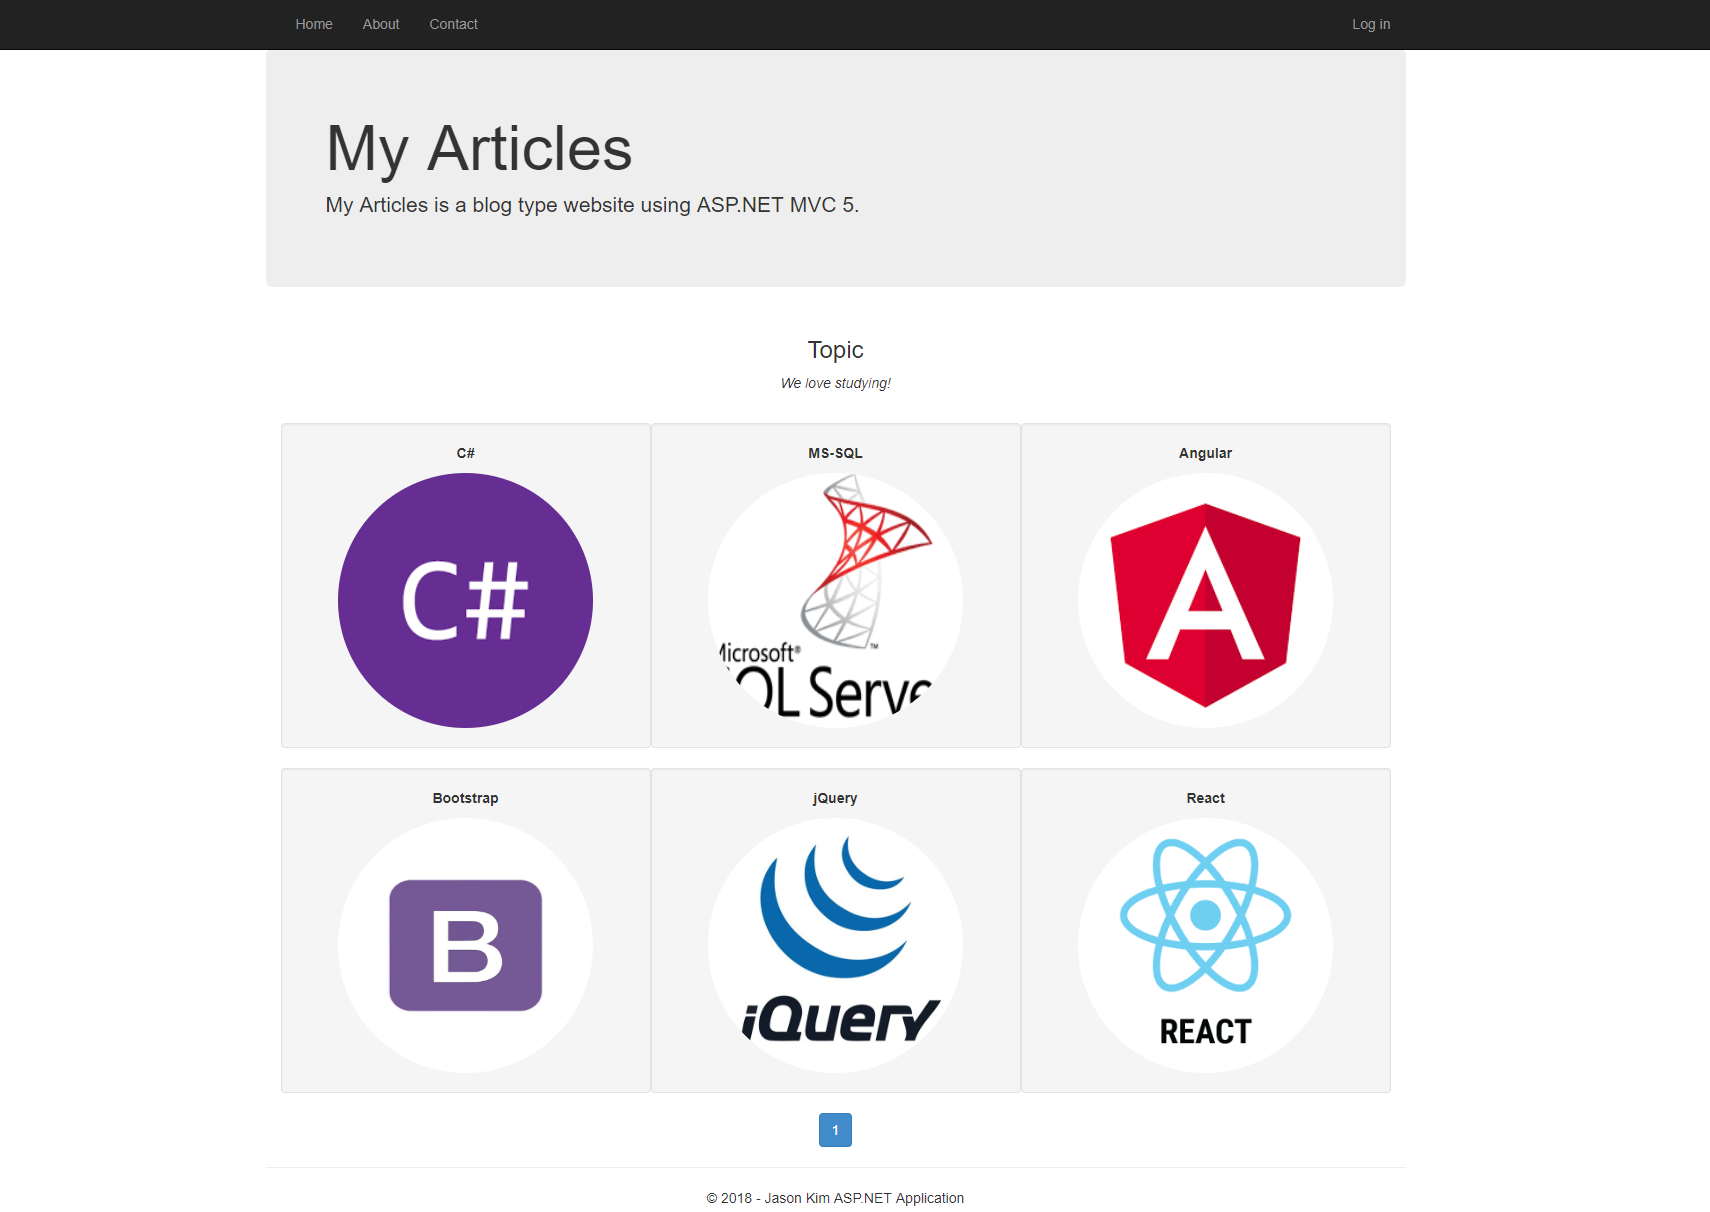 Home About Contact Log in
My Articles
My Articles is a blog type website using ASP.NET MVC 5.
Topic
We love studying!
C# MS-SQL Angular
C#
TM
Microsoft®
SQL Server
A
Bootstrap jQuery React
B
jQuery
REACT
1
© 2018 - Jason Kim ASP.NET Application